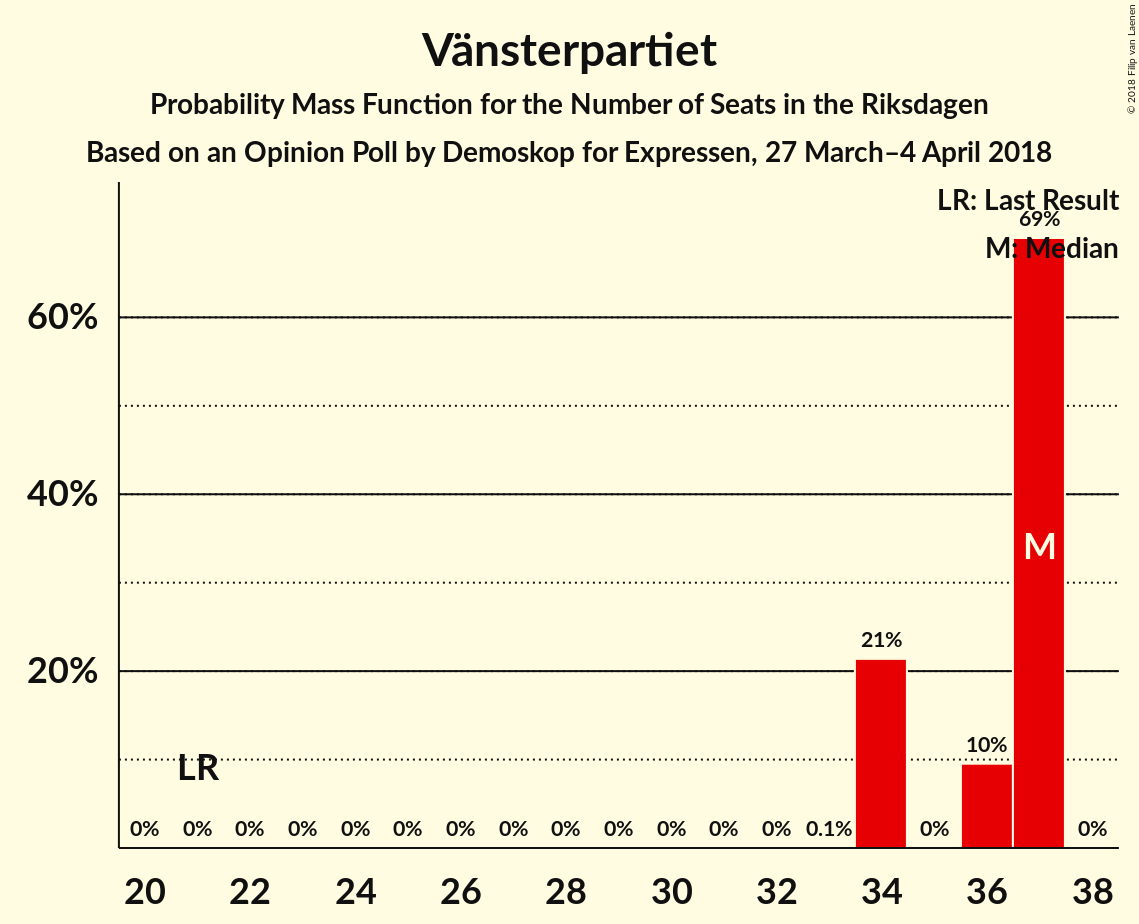 Vänsterpartiet
Probability Mass Function for the Number of Seats in the Riksdagen
Based on an Opinion Poll by Demoskop for Expressen, 27 March–4 April 2018
© 2018 Filip van Laenen
LR: Last Result
69%
M: Median
60%
M
40%
21%
20%
10%
LR
0% 0% 0% 0% 0% 0% 0% 0% 0% 0% 0% 0% 0% 0.1% 0% 0%
20 22 24 26 28 30 32 34 36 38